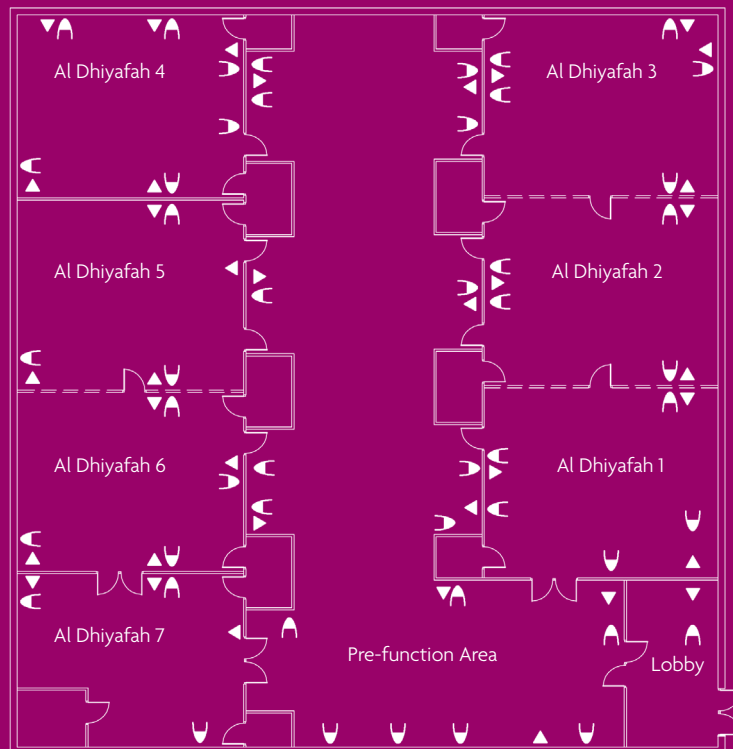 Al Dhiyafah 4
Al Dhiyafah 3
Al Dhiyafah 5
Al Dhiyafah 2
Al Dhiyafah 6
Al Dhiyafah 1
Al Dhiyafah 7
Pre-function Area
Lobby